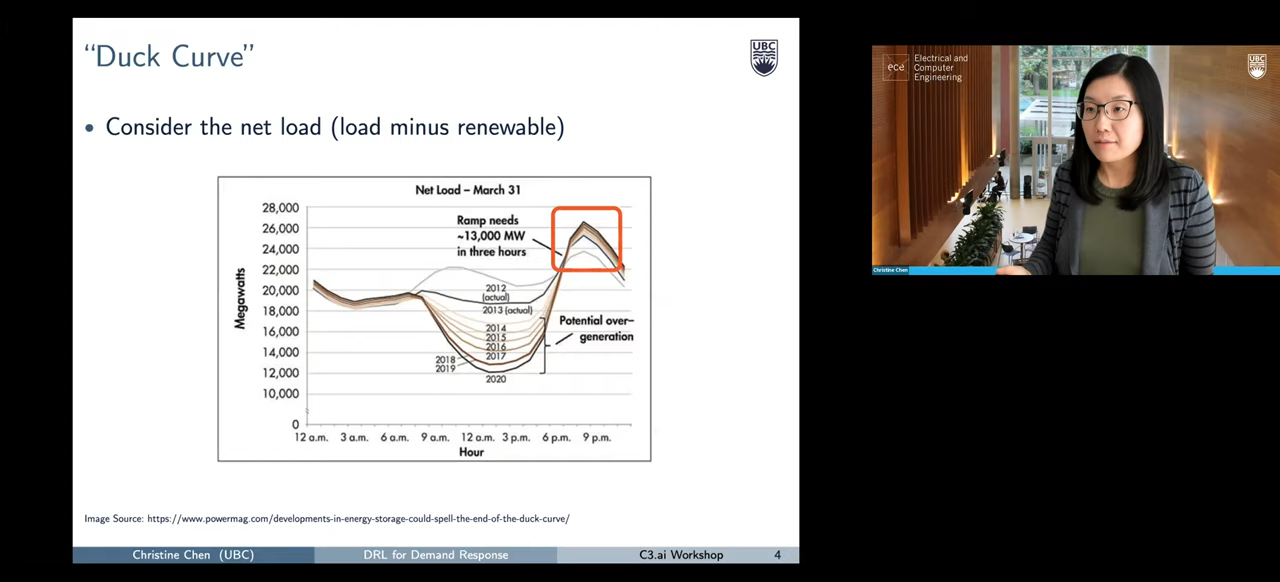 “Duck Curve”
UBC
• Consider the net load (load minus renewable)
Net Load – March 31
28,000
26,000
24,000
22,000
20,000
18,000
16,000
14,000
12,000
10,000
0
Megawatts
Ramp needs
~13,000 MW
in three hours
2012
(actual)
2013 (actual)
2014
2015
2016
2017
2018
2019
2020
Potential over–
generation
12 a.m. 3 a.m. 6 a.m. 9 a.m. 12 a.m. 3 p.m. 6 p.m. 9 p.m.
Hour
Image Source: https://www.powermag.com/developments-in-energy-storage-could-spell-the-end-of-the-duck-curve/
Christine Chen (UBC) DRL for Demand Response C3.ai Workshop 4
ece
Electrical and
Computer
Engineering
UBC
Christine Chen